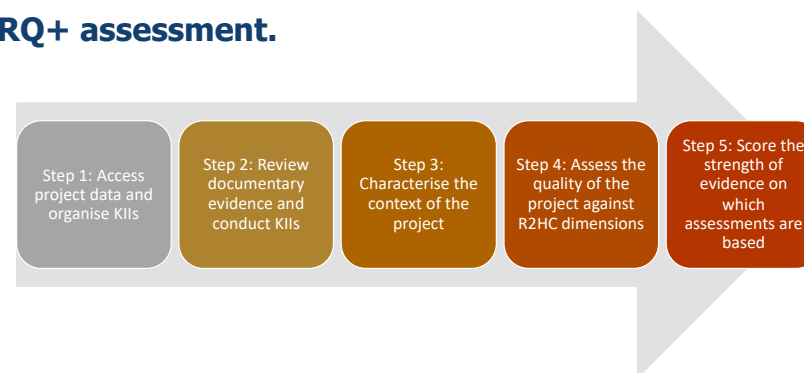 RQ+ assessment.
Step 1: Access
project data and
organise KIIs
Step 2: Review
documentary
evidence and
conduct KIIs
Step 3:
Characterise the
context of the
project
Step 4: Assess the
quality of the
project against
R2HC dimensions
Step 5: Score the
strength of
evidence on
which
assessments are
based